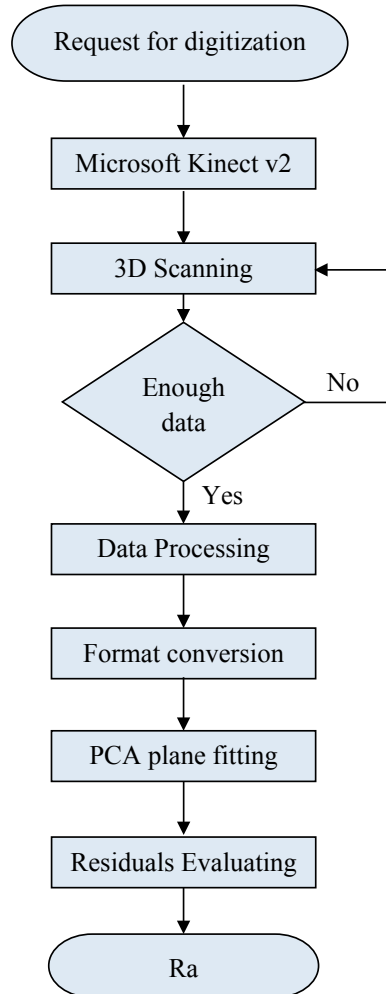 Request for digitization
Microsoft Kinect v2
3D Scanning
Enough
data
No
Yes
Data Processing
Format conversion
PCA plane fitting
Residuals Evaluating
Ra